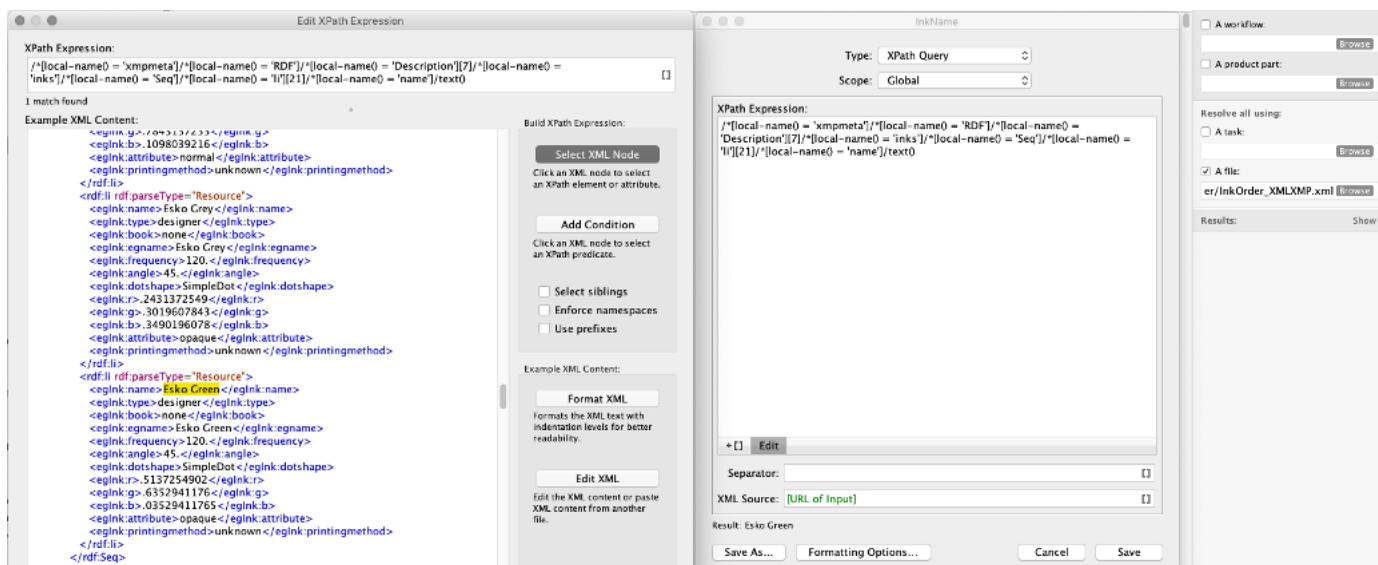 Edit XPath Expression
XPath Expression:
/*[local-name() = 'xmpmeta']/*[local-name() = 'RDF']/*[local-name() = 'Description'][7]/*[local-name() =
'inks']/*[local-name() = 'Seq']/*[local-name() = 'li'][21]/*[local-name() = 'name']/text()
[]
1 match found
Example XML Content:
<egInk:g>.7843137255</egInk:g>
<egInk:b>.1098039216</egInk:b>
<egInk:attribute>normal</egInk:attribute>
<egInk:printingmethod>unknown</egInk:printingmethod>
</rdf:li>
<rdf:li rdf:parseType="Resource">
<egInk:name>Esko Grey</egInk:name>
<egInk:type>designer</egInk:type>
<egInk:book>none</egInk:book>
<egInk:egname>Esko Grey</egInk:egname>
<egInk:frequency>120.</egInk:frequency>
<egInk:angle>45.</egInk:angle>
<egInk:dotshape>SimpleDot</egInk:dotshape>
<egInk:r>.2431372549</egInk:r>
<egInk:g>.3019607843</egInk:g>
<egInk:b>.3490196078</egInk:b>
<egInk:attribute>opaque</egInk:attribute>
<egInk:printingmethod>unknown</egInk:printingmethod>
</rdf:li>
<rdf:li rdf:parseType="Resource">
<egInk:name>Esko Green</egInk:name>
<egInk:type>designer</egInk:type>
<egInk:book>none</egInk:book>
<egInk:egname>Esko Green</egInk:egname>
<egInk:frequency>120.</egInk:frequency>
<egInk:angle>45.</egInk:angle>
<egInk:dotshape>SimpleDot</egInk:dotshape>
<egInk:r>.5137254902</egInk:r>
<egInk:g>.6352941176</egInk:g>
<egInk:b>.03529411765</egInk:b>
<egInk:attribute>opaque</egInk:attribute>
<egInk:printingmethod>unknown</egInk:printingmethod>
</rdf:li>
</rdf:Seq>
Build XPath Expression:
Select XML Node
Click an XML node to select
an XPath element or attribute.
Add Condition
Click an XML node to select
an XPath predicate.
Select siblings
Enforce namespaces
Use prefixes
Example XML Content:
Format XML
Formats the XML text with
indentation levels for better
readability.
Edit XML
Edit the XML content or paste
XML content from another
file.
InkName
Type: XPath Query
Scope: Global
XPath Expression:
/*[local-name() = 'xmpmeta']/*[local-name() = 'RDF']/*[local-name() =
'Description'][7]/*[local-name() = 'inks']/*[local-name() = 'Seq']/*[local-name() =
'li'][21]/*[local-name() = 'name']/text()
+[] Edit
Separator: []
XML Source: [URL of Input] []
Result: Esko Green
Save As... Formatting Options... Cancel Save
A workflow:
Browse
A product part:
Browse
Resolve all using:
A task:
Browse
A file:
er/InkOrder_XMLXMP.xml Browse
Results: Show